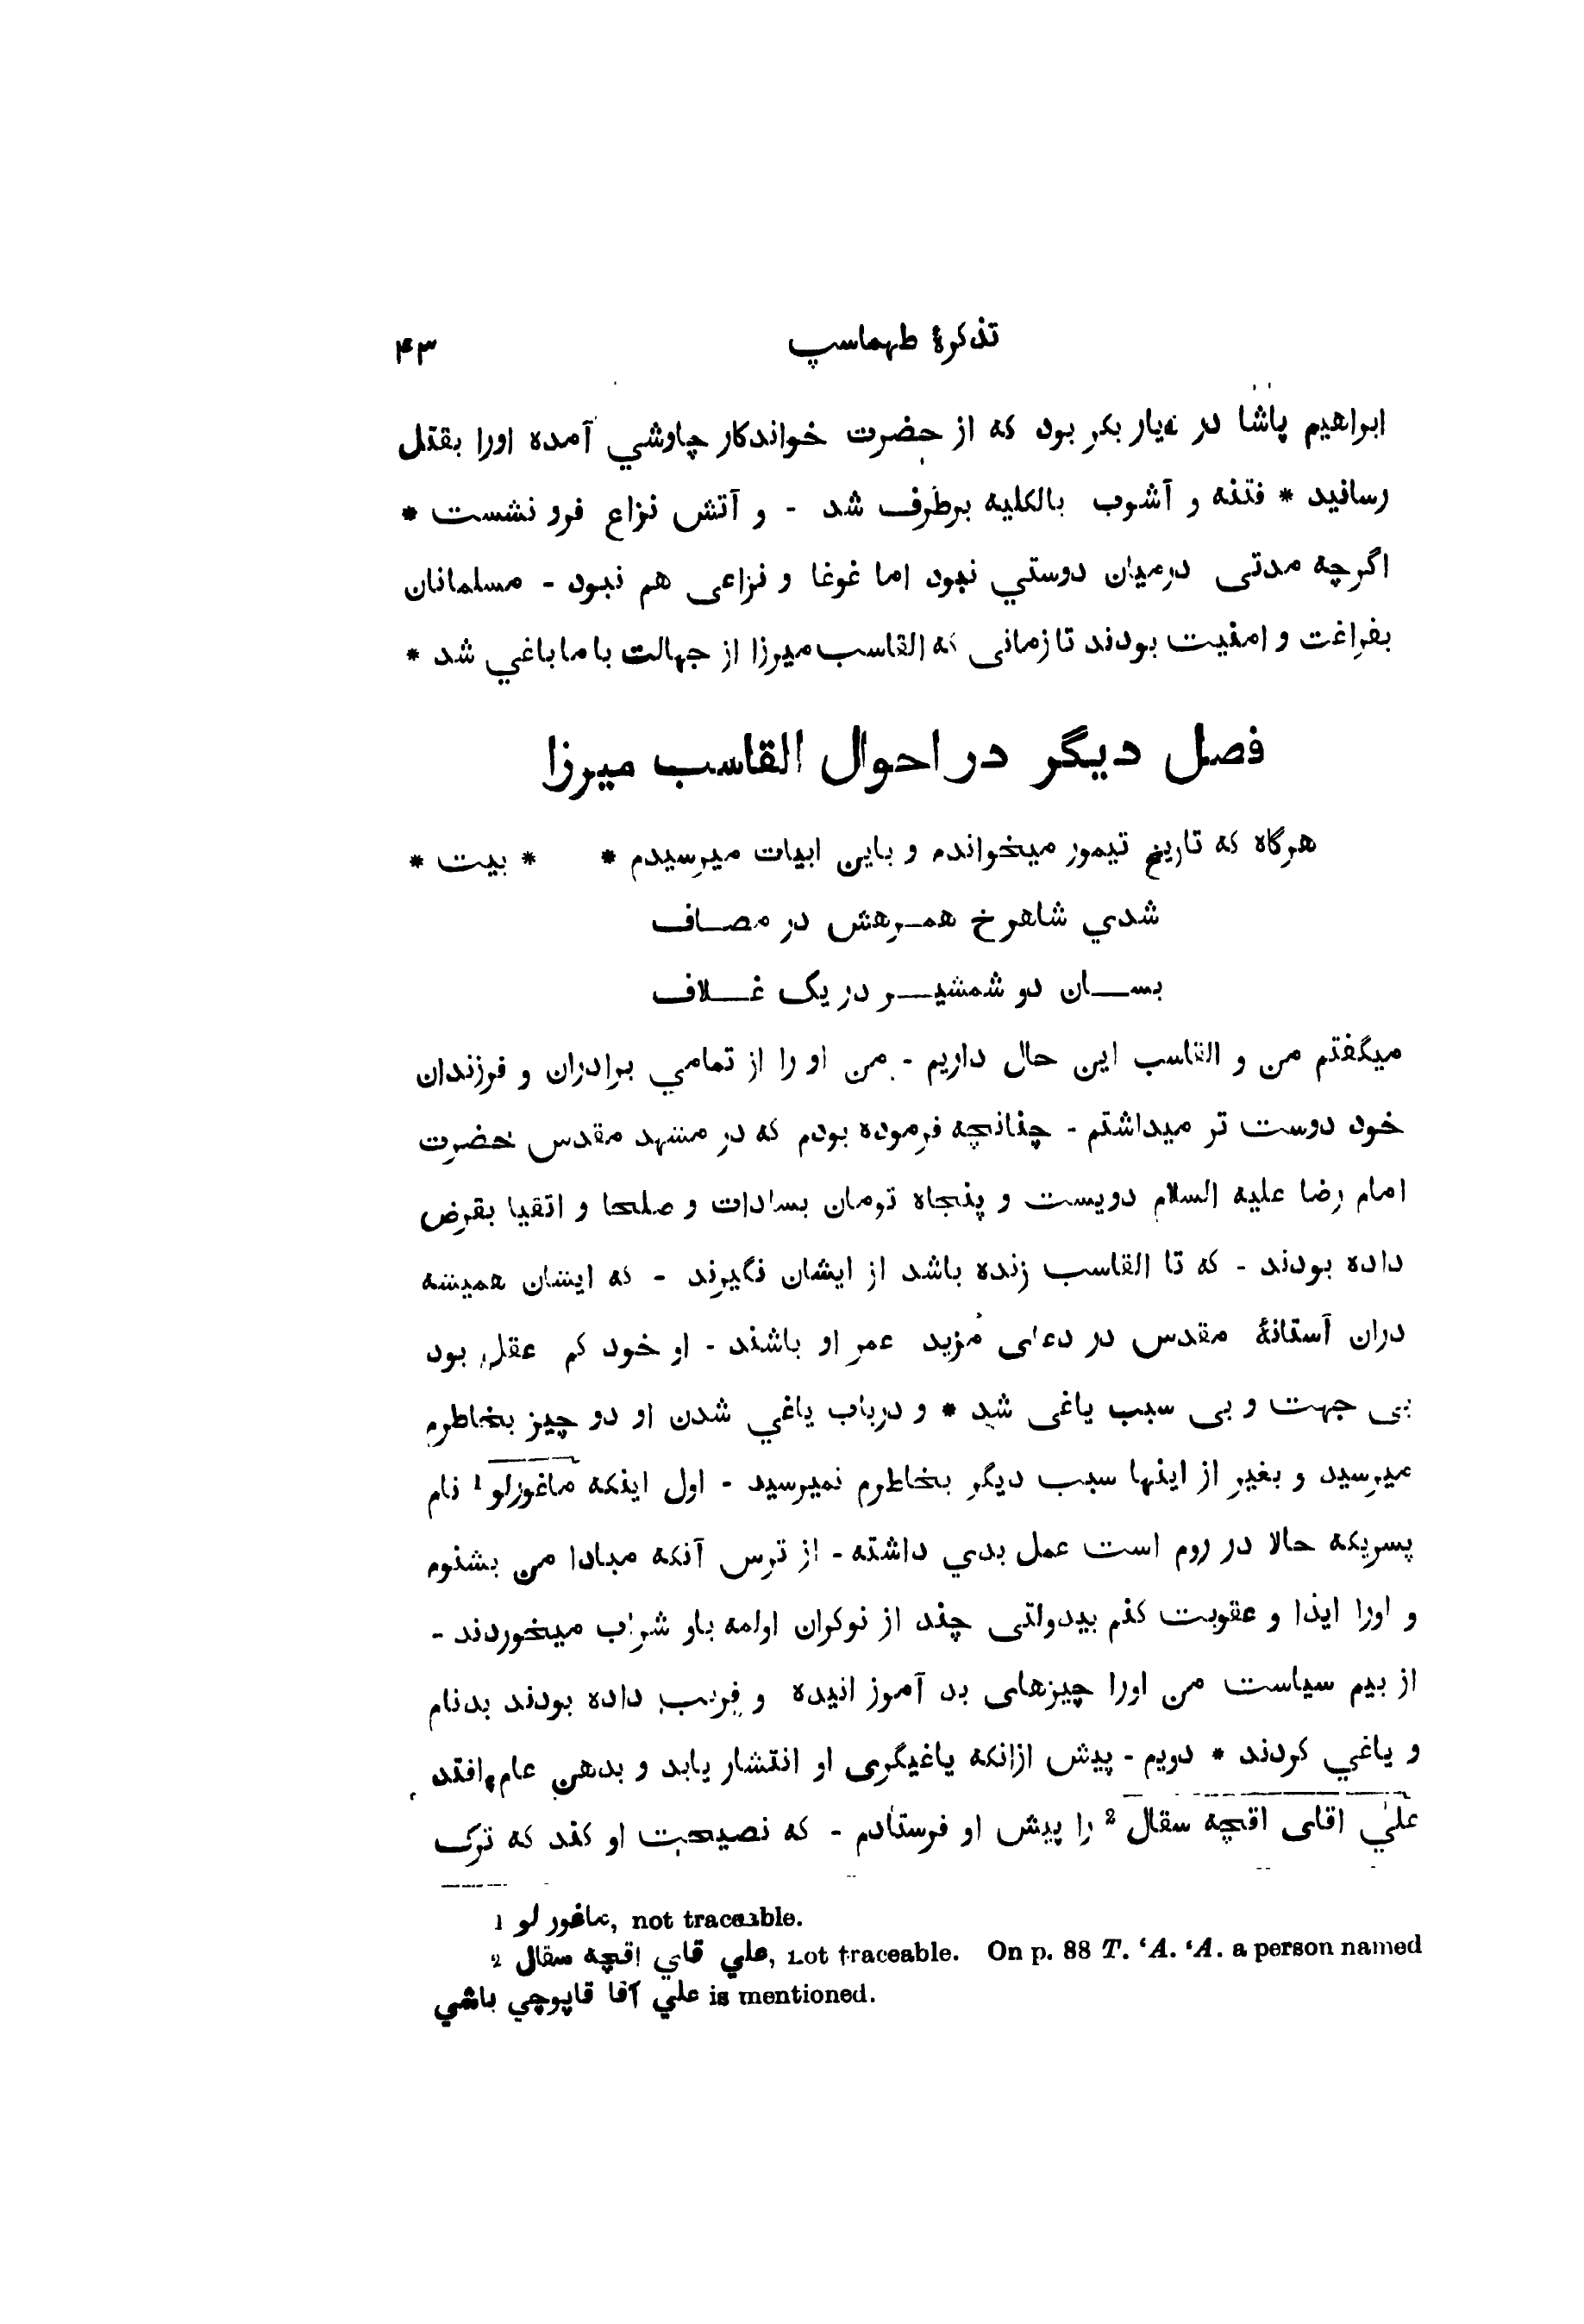 تذکرهٔ طهماسپ ۴۳
ابراهیم پاشا در دیار بکر بود که از حضرت خواندکار چاوشي آمده اورا بقتل
رسانید * فتنه و آشوب بالکلیه برطرف شد - و آتش نزاع فرو نشست *
اگرچه مدتی درمیان دوستي نبود اما غوغا و نزاعی هم نبود - مسلمانان
بفراغت و امنیت بودند تا زمانی که القاسب میرزا از جهالت با ما باغي شد *
فصل دیگر در احوال القاسب میرزا
هرگاه که تاریخ تیمور میخواندم و باین ابیات میرسیدم * * بیت *
شدي شاهرخ همرهش در مصاف
بسان دو شمشیر در یک غلاف
میگفتم من و القاسب این حال داریم - من او را از تمامي برادران و فرزندان
خود دوست تر میداشتم - چنانچه فرموده بودم که در مشهد مقدس حضرت
امام رضا علیه السلام دویست و پنجاه تومان بسادات و صلحا و اتقیا بقرض
داده بودند - که تا القاسب زنده باشد از ایشان نگیرند - که ایشان همیشه
دران آستانهٔ مقدس در دعای مزید عمر او باشند - او خود کم عقل بود
بی جهت و بی سبب یاغی شد * و درباب یاغي شدن او دو چیز بخاطرم
میرسید و بغیر از اینها سبب دیگر بخاطرم نمیرسید - اول اینکه ماغورلو ¹ نام
پسریکه حالا در روم است عمل بدي داشته - از ترس آنکه مبادا من بشنوم
و اورا ایذا و عقوبت کنم بیدولتی چند از نوکران اولمه باو شراب میخوردند -
از بیم سیاست من اورا چیزهای بد آموز انیده و فریب داده بودند بدنام
و یاغي کردند * دویم - پیش ازانکه یاغیگری او انتشار یابد و بدهن عام افتد
علي اقای اقچه سقال ² را پیش او فرستادم - که نصیحت او کند که ترک
1 ماغور لو, not traceable.
2 علي قاي اقچه سقال, not traceable. On p. 88 T. ‘A. ‘A. a person named
علي آقا قاپوچي باشي is mentioned.